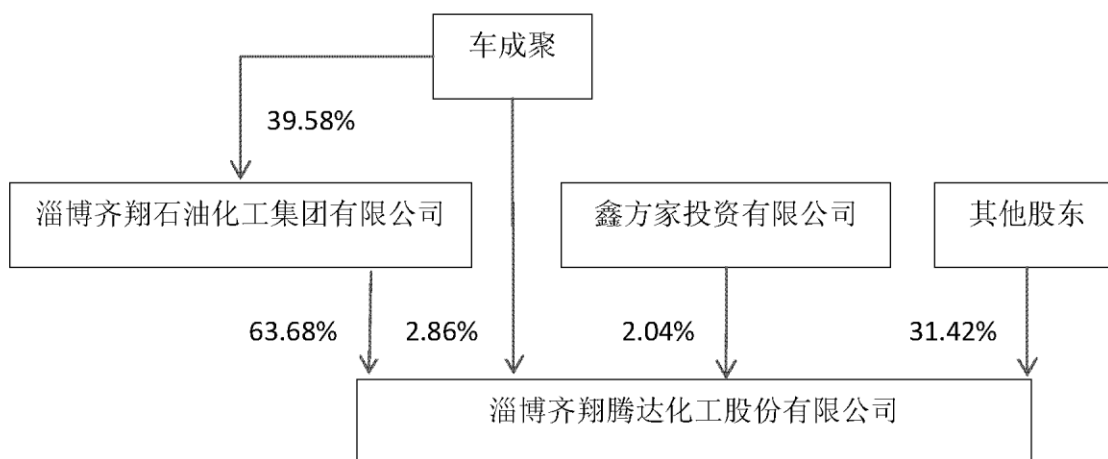 车成聚
39.58%
淄博齐翔石油化工集团有限公司
鑫方家投资有限公司
其他股东
63.68%
2.86%
2.04%
31.42%
淄博齐翔腾达化工股份有限公司